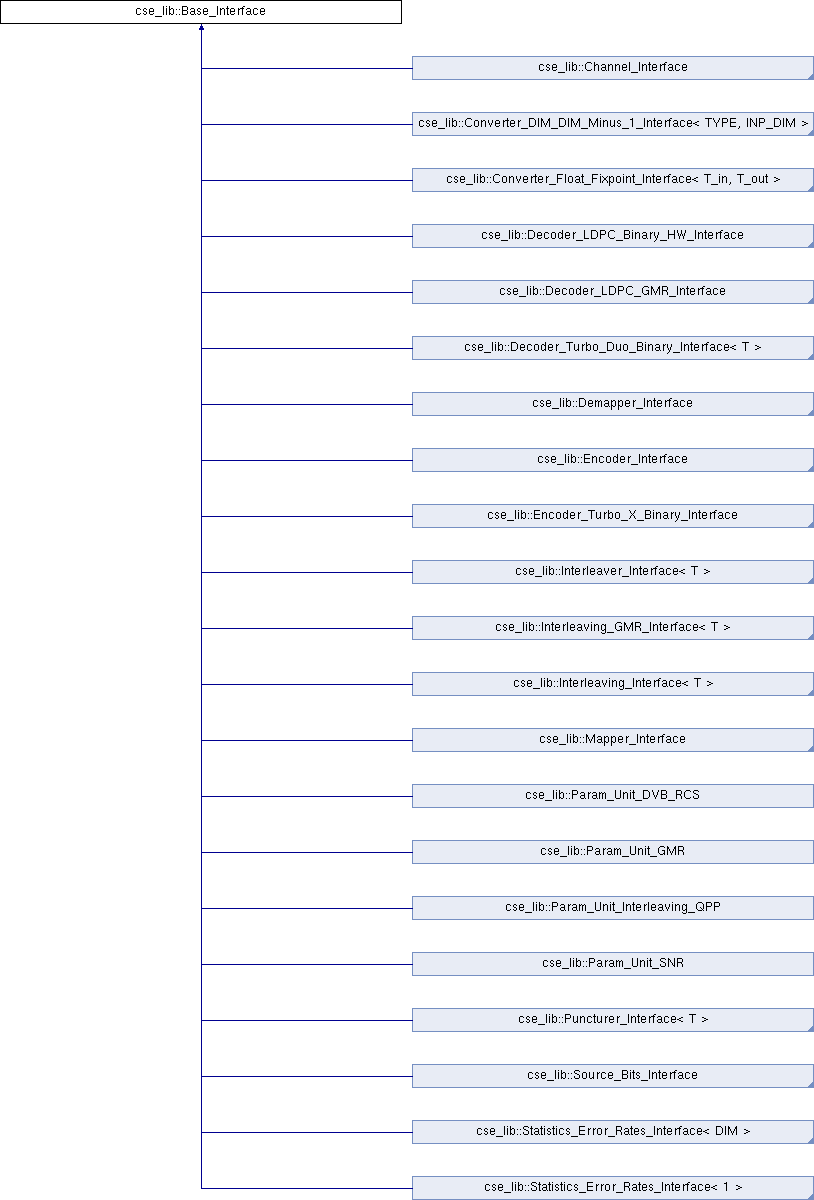 cse_lib::Base_Interface
cse_lib::Channel_Interface
cse_lib::Converter_DIM_DIM_Minus_1_Interface< TYPE, INP_DIM >
cse_lib::Converter_Float_Fixpoint_Interface< T_in, T_out >
cse_lib::Decoder_LDPC_Binary_HW_Interface
cse_lib::Decoder_LDPC_GMR_Interface
cse_lib::Decoder_Turbo_Duo_Binary_Interface< T >
cse_lib::Demapper_Interface
cse_lib::Encoder_Interface
cse_lib::Encoder_Turbo_X_Binary_Interface
cse_lib::Interleaver_Interface< T >
cse_lib::Interleaving_GMR_Interface< T >
cse_lib::Interleaving_Interface< T >
cse_lib::Mapper_Interface
cse_lib::Param_Unit_DVB_RCS
cse_lib::Param_Unit_GMR
cse_lib::Param_Unit_Interleaving_QPP
cse_lib::Param_Unit_SNR
cse_lib::Puncturer_Interface< T >
cse_lib::Source_Bits_Interface
cse_lib::Statistics_Error_Rates_Interface< DIM >
cse_lib::Statistics_Error_Rates_Interface< 1 >